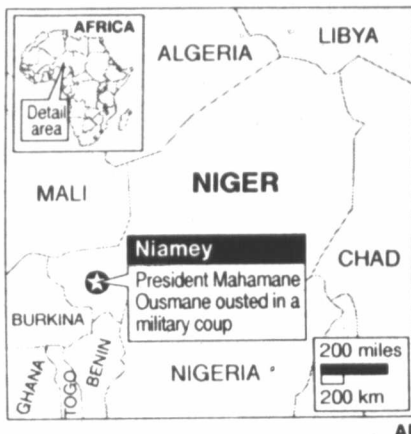 AFRICA
Detail
area
ALGERIA
LIBYA
MALI
NIGER
CHAD
Niamey
President Mahamane
Ousmane ousted in a
military coup
BURKINA
GHANA
TOGO
BENIN
NIGERIA
200 miles
200 km